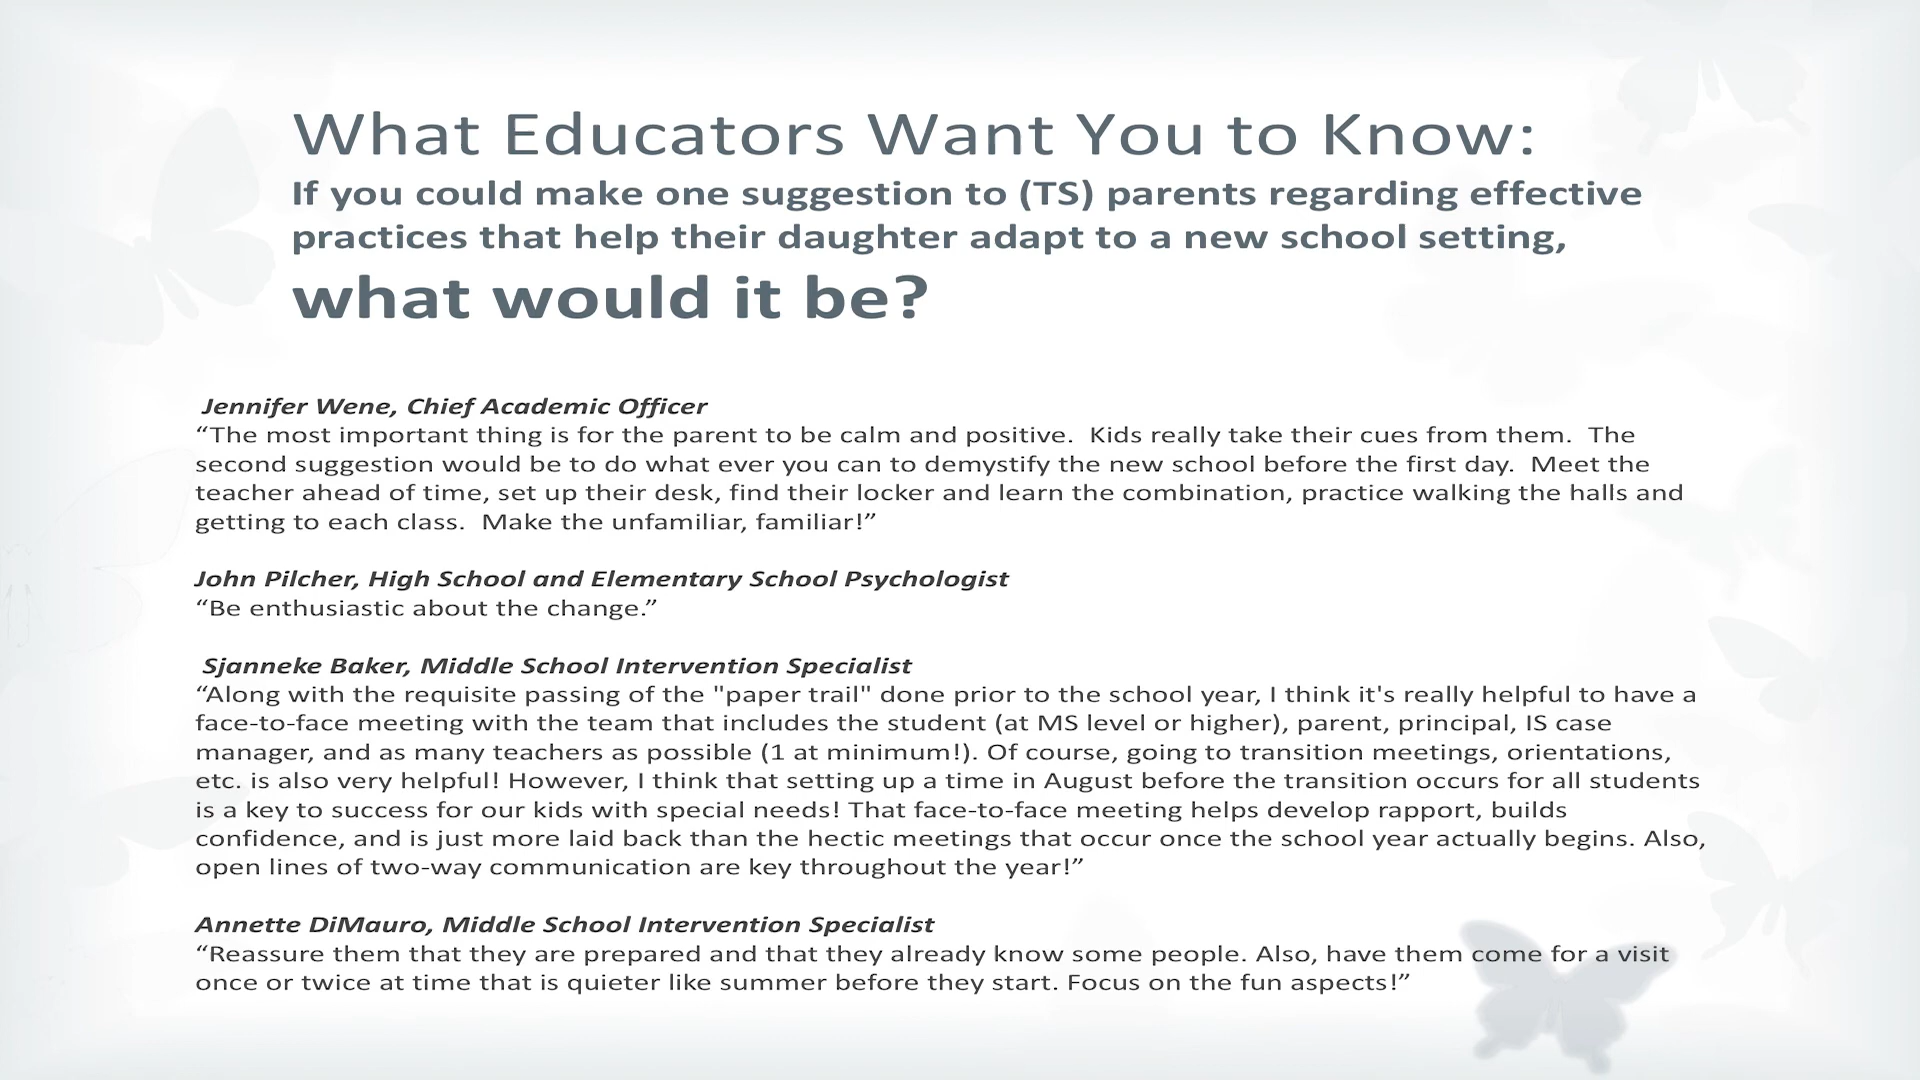 What Educators Want You to Know:
If you could make one suggestion to (TS) parents regarding effective
practices that help their daughter adapt to a new school setting,
what would it be?
Jennifer Wene, Chief Academic Officer
“The most important thing is for the parent to be calm and positive.  Kids really take their cues from them.  The
second suggestion would be to do what ever you can to demystify the new school before the first day.  Meet the
teacher ahead of time, set up their desk, find their locker and learn the combination, practice walking the halls and
getting to each class.  Make the unfamiliar, familiar!”
John Pilcher, High School and Elementary School Psychologist
“Be enthusiastic about the change.”
Sjanneke Baker, Middle School Intervention Specialist
“Along with the requisite passing of the "paper trail" done prior to the school year, I think it's really helpful to have a
face-to-face meeting with the team that includes the student (at MS level or higher), parent, principal, IS case
manager, and as many teachers as possible (1 at minimum!). Of course, going to transition meetings, orientations,
etc. is also very helpful! However, I think that setting up a time in August before the transition occurs for all students
is a key to success for our kids with special needs! That face-to-face meeting helps develop rapport, builds
confidence, and is just more laid back than the hectic meetings that occur once the school year actually begins. Also,
open lines of two-way communication are key throughout the year!”
Annette DiMauro, Middle School Intervention Specialist
“Reassure them that they are prepared and that they already know some people. Also, have them come for a visit
once or twice at time that is quieter like summer before they start. Focus on the fun aspects!”